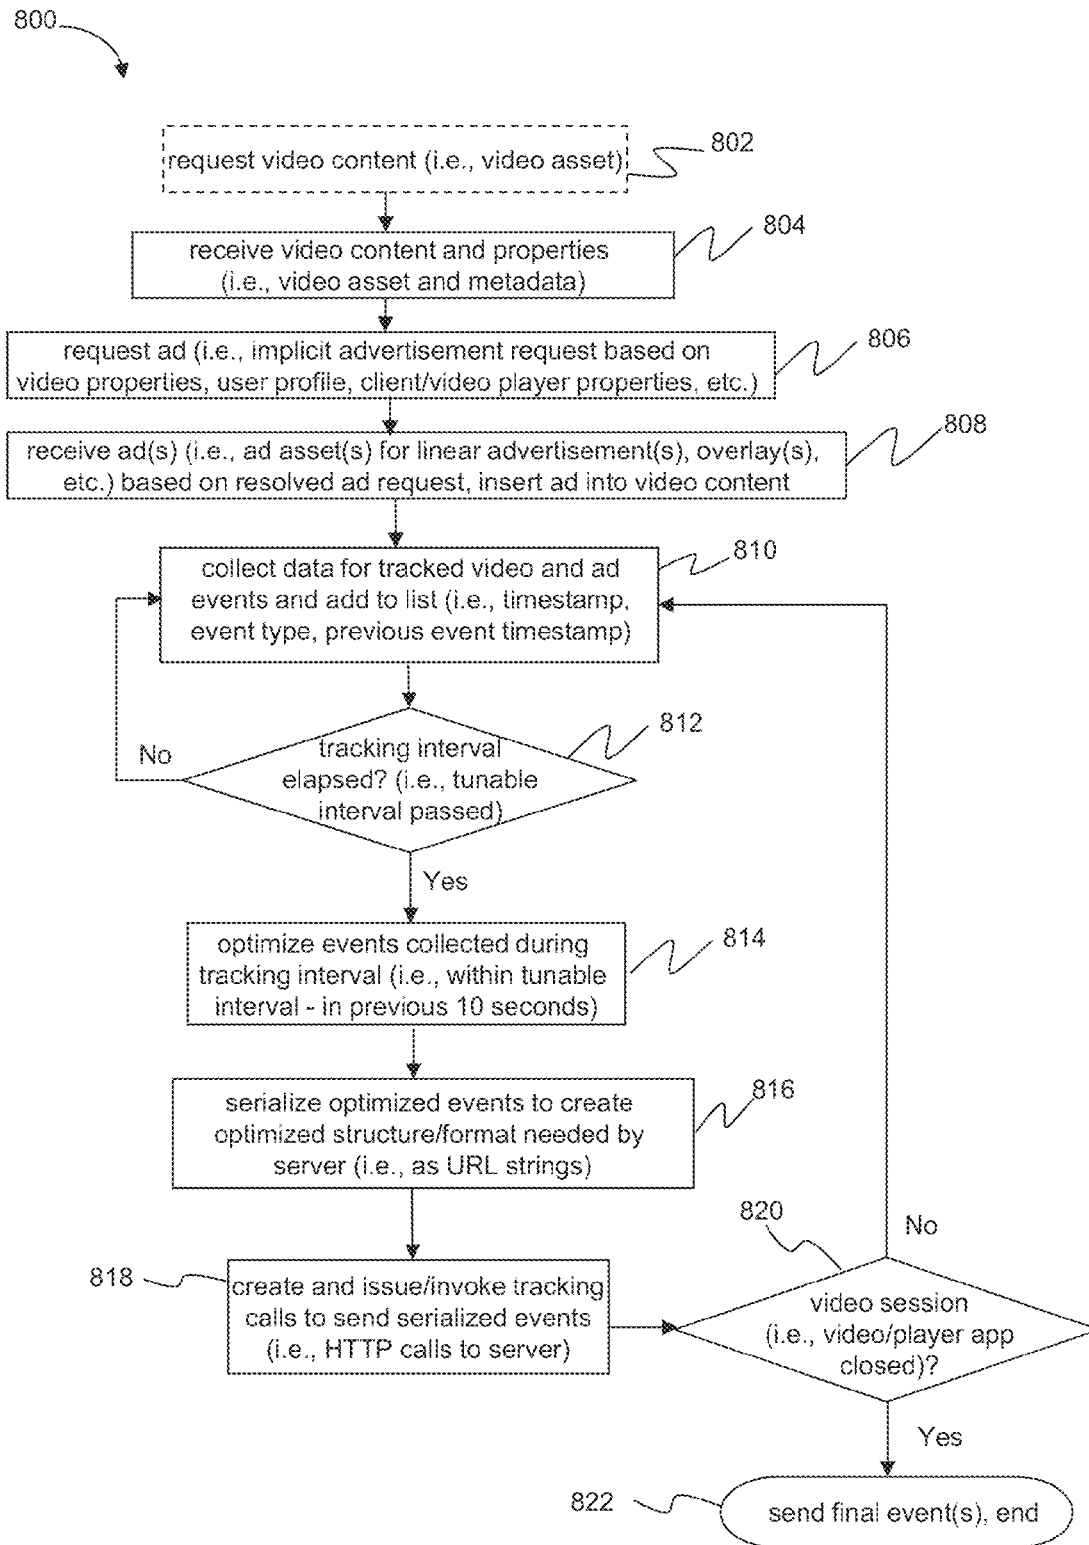 800
request video content (i.e., video asset)
802
receive video content and properties
(i.e., video asset and metadata)
804
request ad (i.e., implicit advertisement request based on
video properties, user profile, client/video player properties, etc.)
806
receive ad(s) (i.e., ad asset(s) for linear advertisement(s), overlay(s),
etc.) based on resolved ad request, insert ad into video content
808
collect data for tracked video and ad
events and add to list (i.e., timestamp,
event type, previous event timestamp)
810
tracking interval
elapsed? (i.e., tunable
interval passed)
812
No
Yes
optimize events collected during
tracking interval (i.e., within tunable
interval - in previous 10 seconds)
814
serialize optimized events to create
optimized structure/format needed by
server (i.e., as URL strings)
816
818
create and issue/invoke tracking
calls to send serialized events
(i.e., HTTP calls to server)
820
No
video session
(i.e., video/player app
closed)?
Yes
822
send final event(s), end